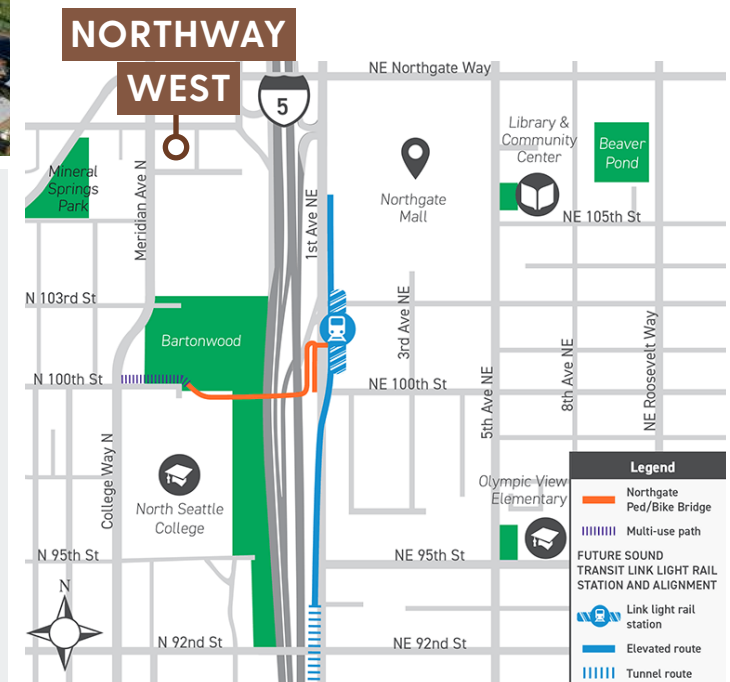 NORTHWAY
WEST
5
NE Northgate Way
Library &
Community
Center
Beaver
Pond
Mineral
Springs
Park
Meridian Ave N
1st Ave NE
Northgate
Mall
NE 105th St
N 103rd St
Bartonwood
3rd Ave NE
8th Ave NE
NE Roosevelt Way
N 100th St
NE 100th St
5th Ave NE
College Way N
North Seattle
College
Olympic View
Elementary
N 95th St
NE 95th St
N
N 92nd St
NE 92nd St
Legend
Northgate
Ped/Bike Bridge
Multi-use path
FUTURE SOUND
TRANSIT LINK LIGHT RAIL
STATION AND ALIGNMENT
Link light rail
station
Elevated route
Tunnel route